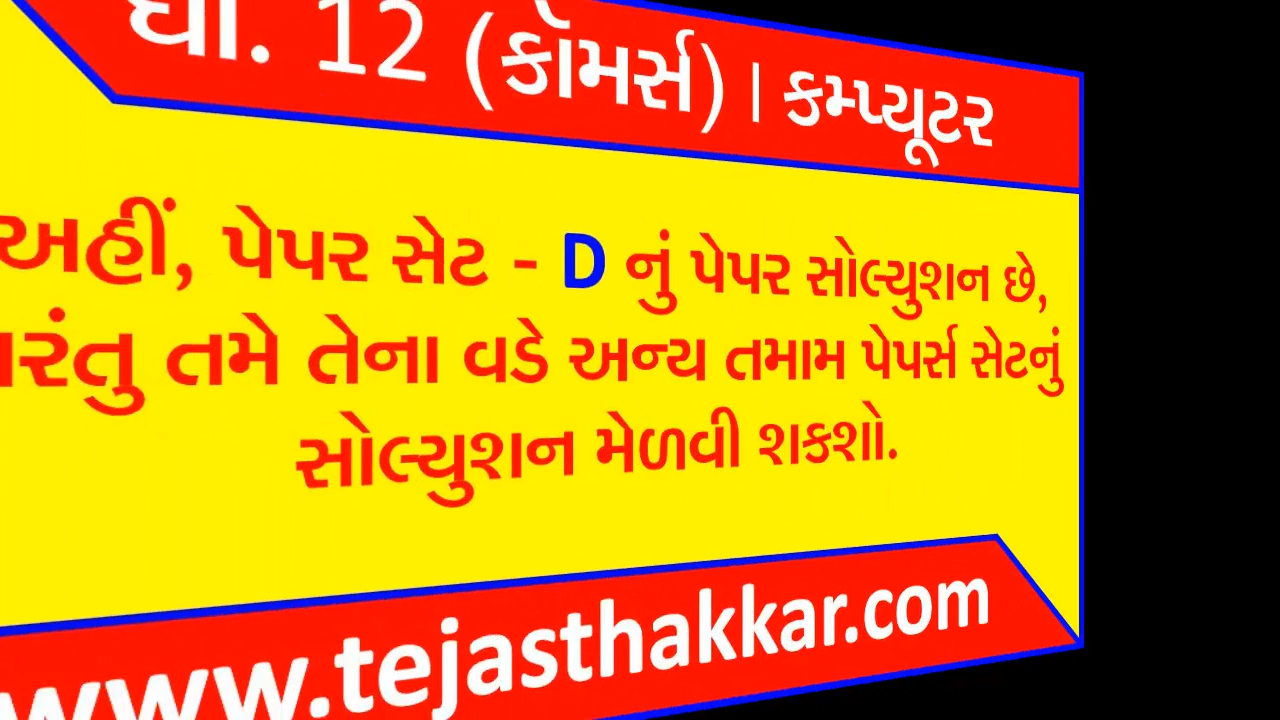 ધો. 12 (કૉમર્સ) | કમ્પ્યૂટર
અહીં, પેપર સેટ - D નું પેપર સોલ્યુશન છે,
પરંતુ તમે તેના વડે અન્ય તમામ પેપર્સ સેટનું
સોલ્યુશન મેળવી શકશો.
www.tejasthakkar.com